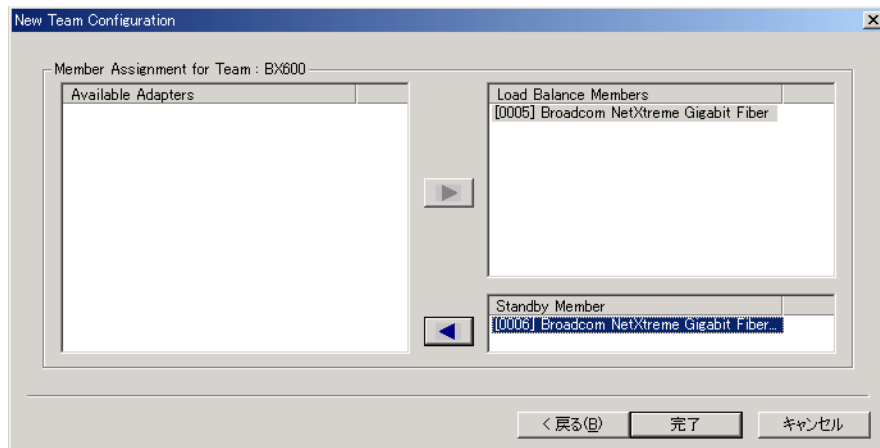 New Team Configuration
Member Assignment for Team : BX600
Available Adapters
Load Balance Members
[0005] Broadcom NetXtreme Gigabit Fiber
Standby Member
[0006] Broadcom NetXtreme Gigabit Fiber...
< 戻る(B)
完了
キャンセル